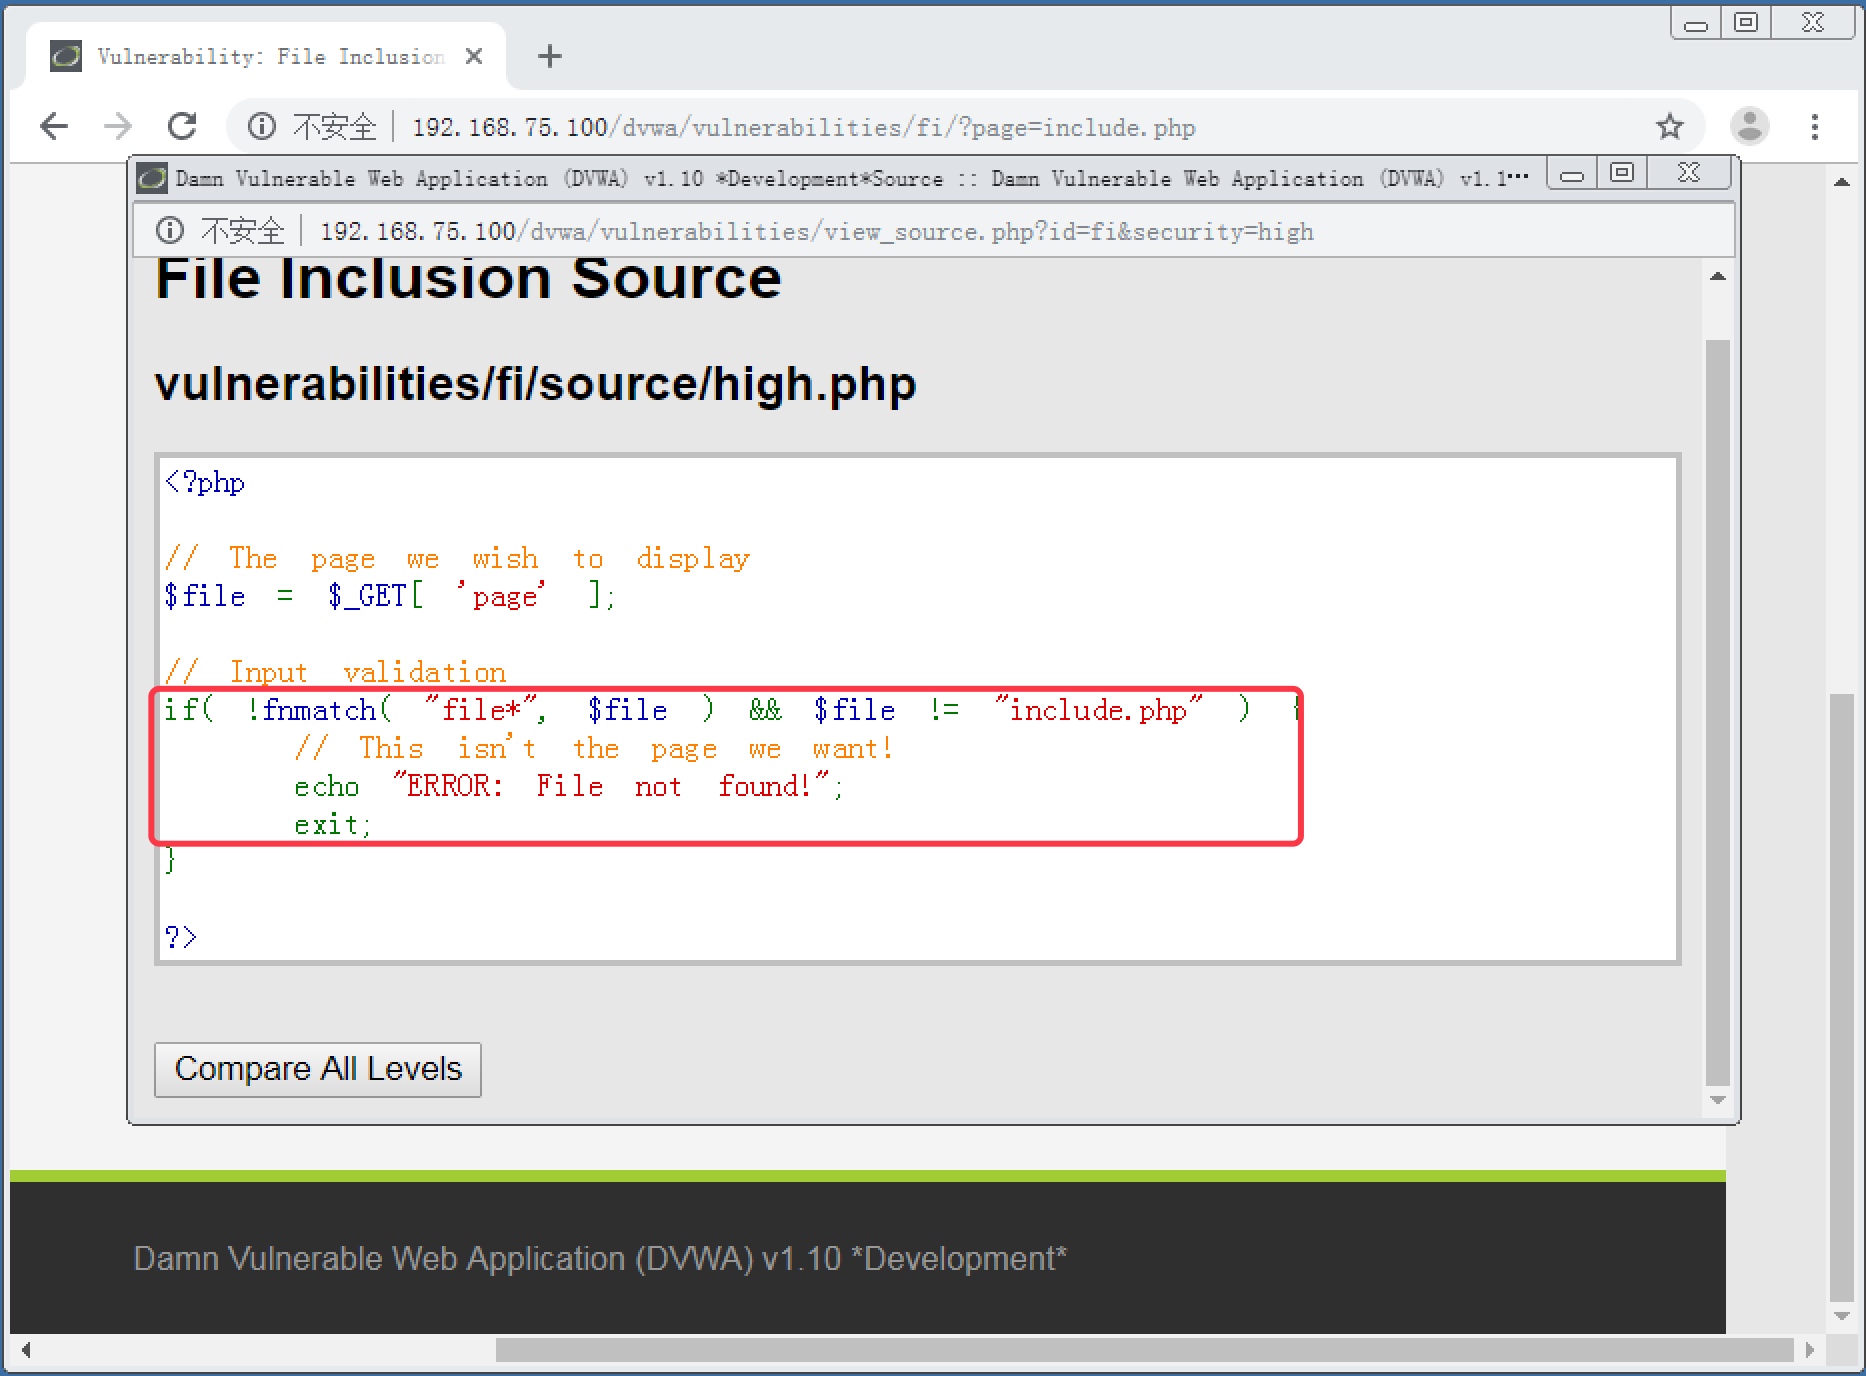 Vulnerability: File Inclusion
不安全 192.168.75.100/dvwa/vulnerabilities/fi/?page=include.php
Damn Vulnerable Web Application (DVWA) v1.10 *Development*Source :: Damn Vulnerable Web Application (DVWA) v1.1···
不安全 192.168.75.100/dvwa/vulnerabilities/view_source.php?id=fi&security=high
File Inclusion Source
vulnerabilities/fi/source/high.php
<?php
// The page we wish to display
$file = $_GET[ 'page' ];
// Input validation
if( !fnmatch( "file*", $file ) && $file != "include.php" ) {
// This isn't the page we want!
echo "ERROR: File not found!";
exit;
}
?>
Compare All Levels
Damn Vulnerable Web Application (DVWA) v1.10 *Development*